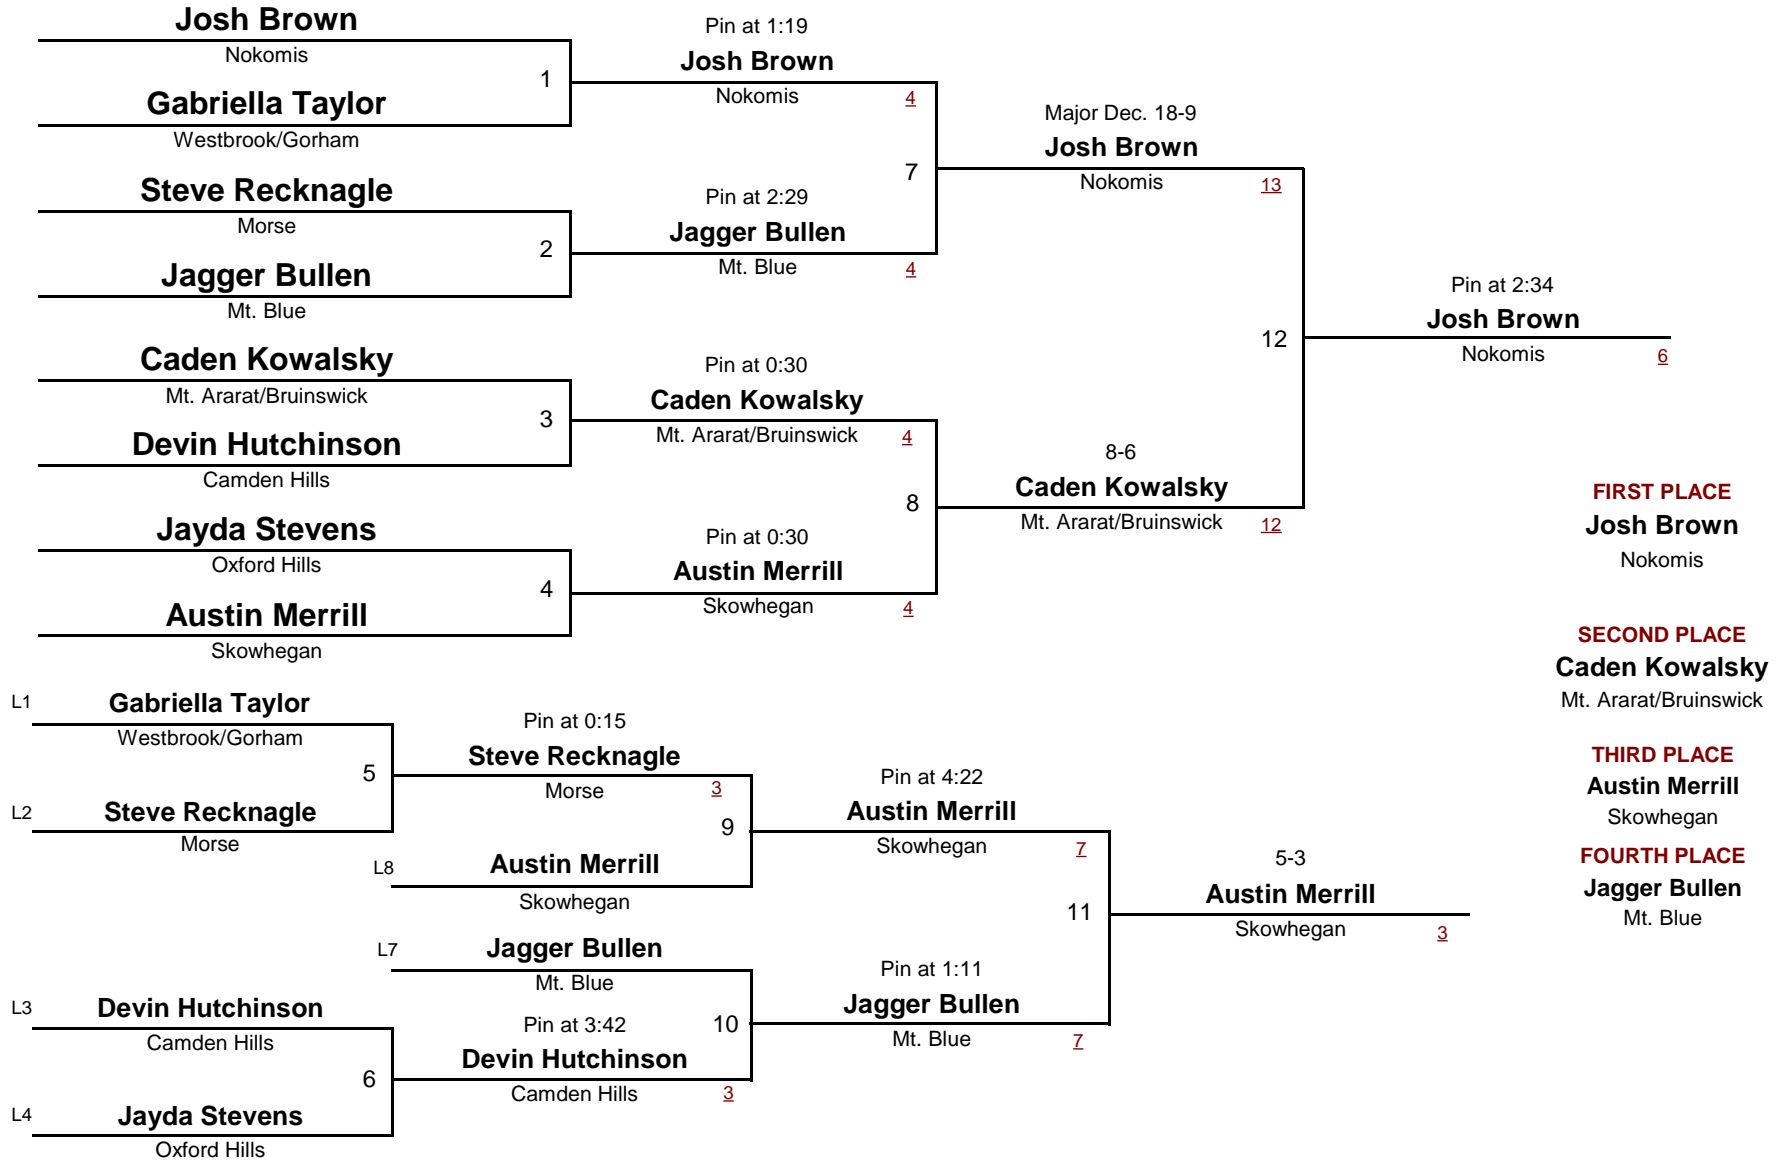 Josh Brown
Nokomis
1
Gabriella Taylor
Westbrook/Gorham
Pin at 1:19
Josh Brown
Nokomis
4
Steve Recknagle
Morse
2
Jagger Bullen
Mt. Blue
Pin at 2:29
Jagger Bullen
Mt. Blue
4
7
Major Dec. 18-9
Josh Brown
Nokomis
13
Caden Kowalsky
Mt. Ararat/Bruinswick
3
Devin Hutchinson
Camden Hills
Pin at 0:30
Caden Kowalsky
Mt. Ararat/Bruinswick
4
Jayda Stevens
Oxford Hills
4
Austin Merrill
Skowhegan
Pin at 0:30
Austin Merrill
Skowhegan
4
8
8-6
Caden Kowalsky
Mt. Ararat/Bruinswick
12
12
Pin at 2:34
Josh Brown
Nokomis
6
FIRST PLACE
Josh Brown
Nokomis
SECOND PLACE
Caden Kowalsky
Mt. Ararat/Bruinswick
THIRD PLACE
Austin Merrill
Skowhegan
FOURTH PLACE
Jagger Bullen
Mt. Blue
L1
Gabriella Taylor
Westbrook/Gorham
5
L2
Steve Recknagle
Morse
Pin at 0:15
Steve Recknagle
Morse
3
9
L8
Austin Merrill
Skowhegan
Pin at 4:22
Austin Merrill
Skowhegan
7
L7
Jagger Bullen
Mt. Blue
10
L3
Devin Hutchinson
Camden Hills
6
L4
Jayda Stevens
Oxford Hills
Pin at 3:42
Devin Hutchinson
Camden Hills
3
Pin at 1:11
Jagger Bullen
Mt. Blue
7
11
5-3
Austin Merrill
Skowhegan
3